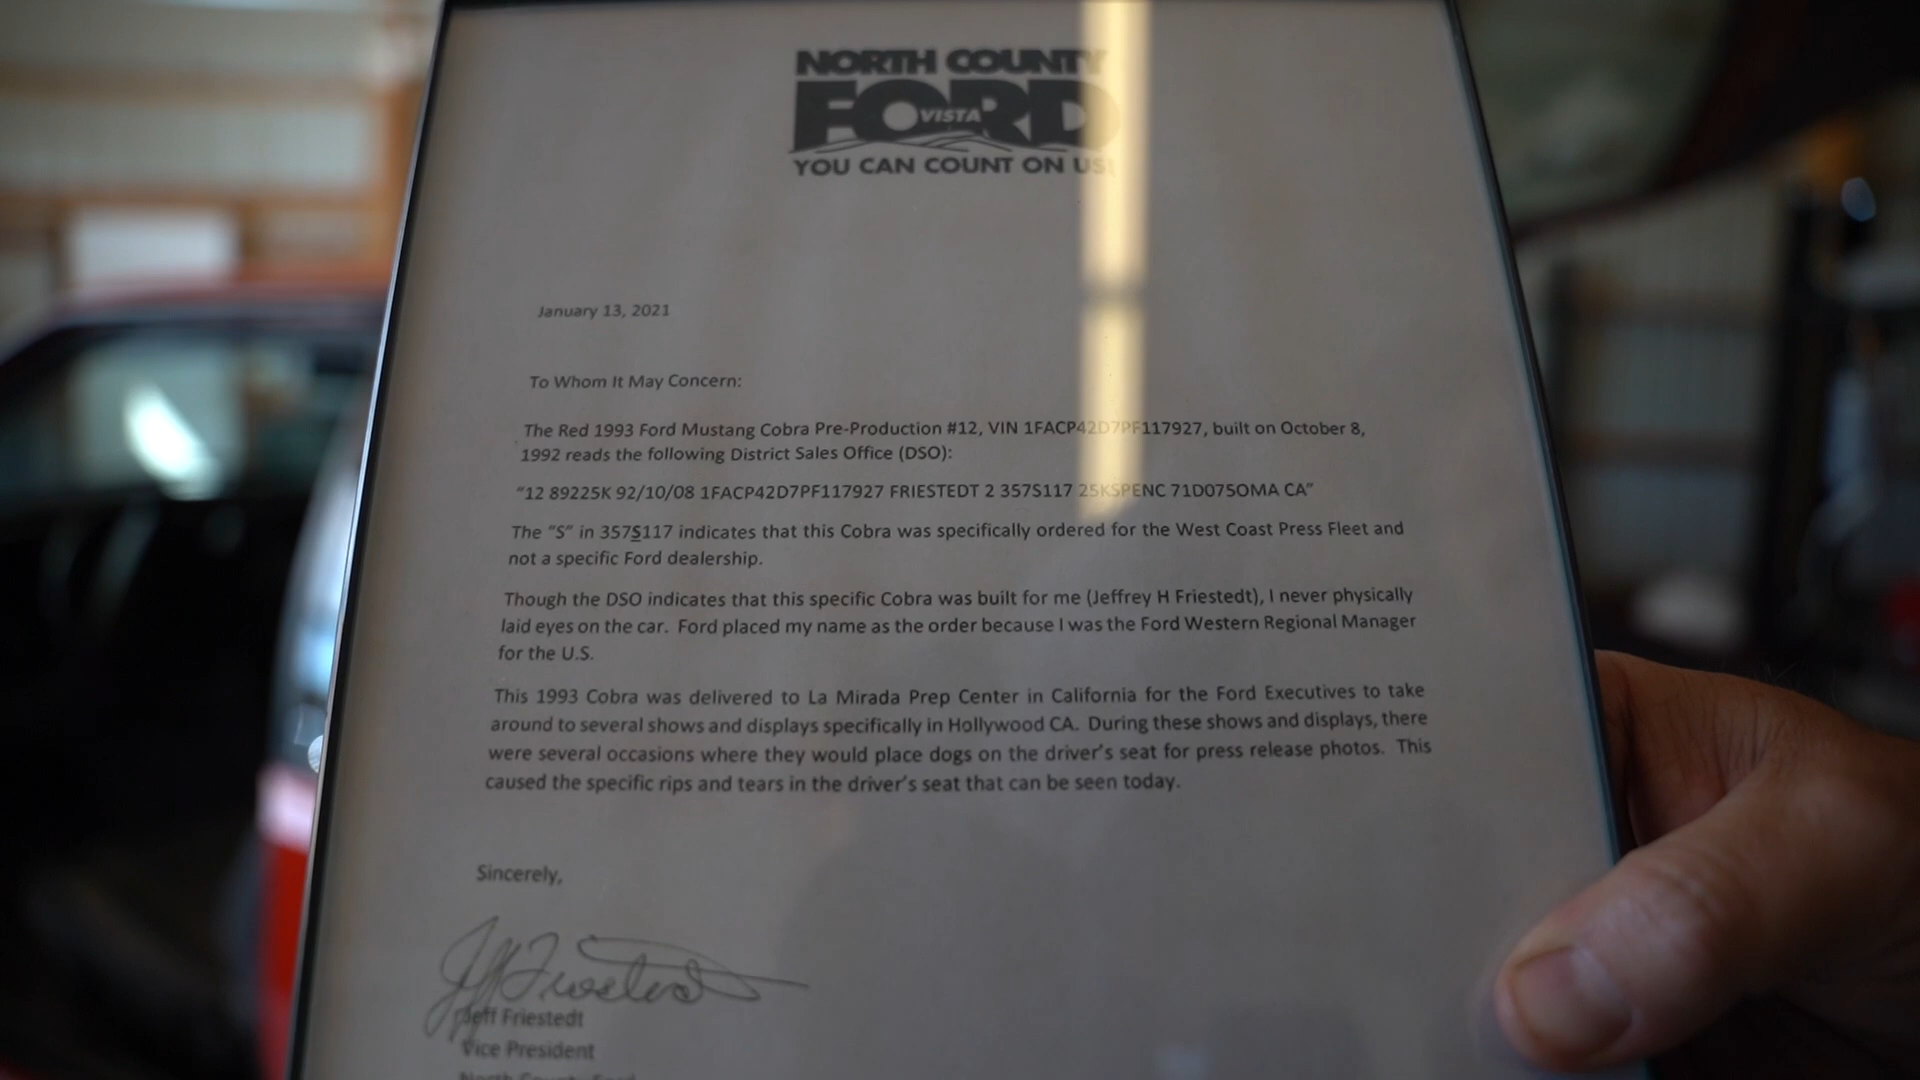 NORTH COUNTY
FORD
VISTA
YOU CAN COUNT ON US!
January 13, 2021
To Whom It May Concern:
The Red 1993 Ford Mustang Cobra Pre-Production #12, VIN 1FACP42D7PF117927, built on October 8,
1992 reads the following District Sales Office (DSO):
“12 89225K 92/10/08 1FACP42D7PF117927 FRIESTEDT 2 357S117 25KSPENC 71D075OMA CA”
The “S” in 357S117 indicates that this Cobra was specifically ordered for the West Coast Press Fleet and
not a specific Ford dealership.
Though the DSO indicates that this specific Cobra was built for me (Jeffrey H Friestedt), I never physically
laid eyes on the car. Ford placed my name as the order because I was the Ford Western Regional Manager
for the U.S.
This 1993 Cobra was delivered to La Mirada Prep Center in California for the Ford Executives to take
around to several shows and displays specifically in Hollywood CA. During these shows and displays, there
were several occasions where they would place dogs on the driver’s seat for press release photos. This
caused the specific rips and tears in the driver’s seat that can be seen today.
Sincerely,
Jeff Friestedt
Jeff Friestedt
Vice President
North County Ford